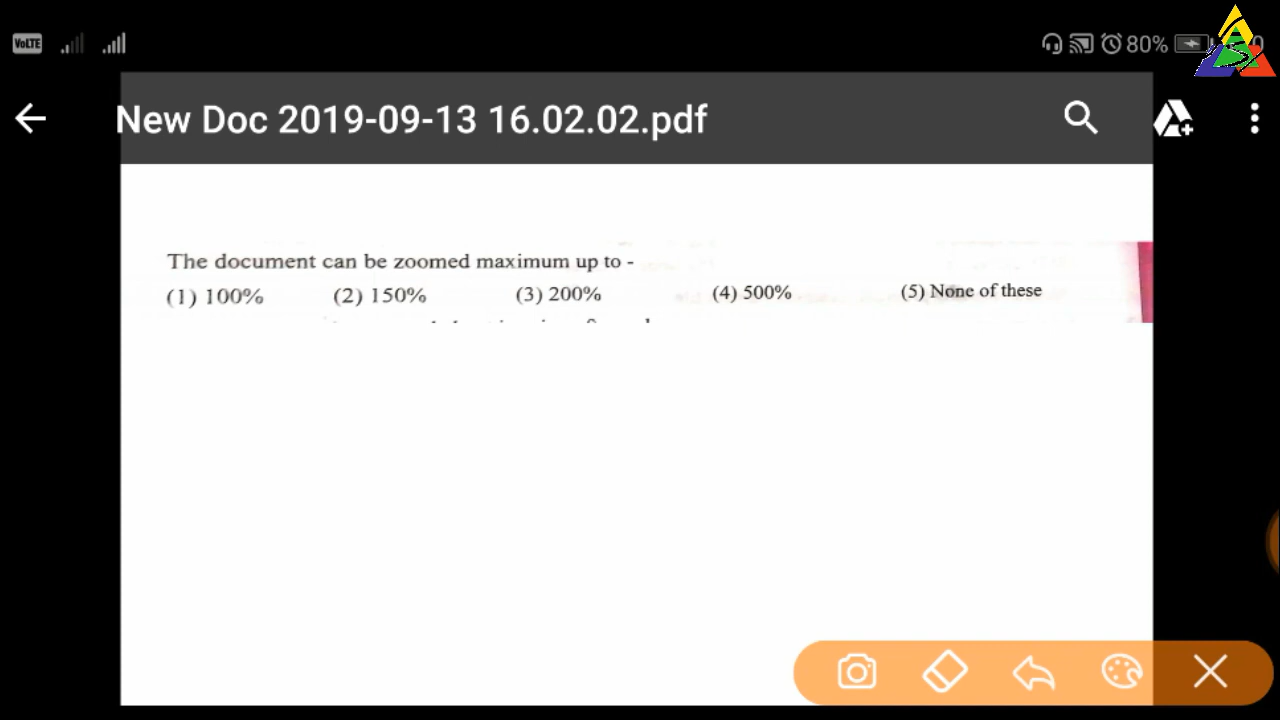 VoLTE 80%
New Doc 2019-09-13 16.02.02.pdf
The document can be zoomed maximum up to -
(1) 100% (2) 150% (3) 200% (4) 500% (5) None of these